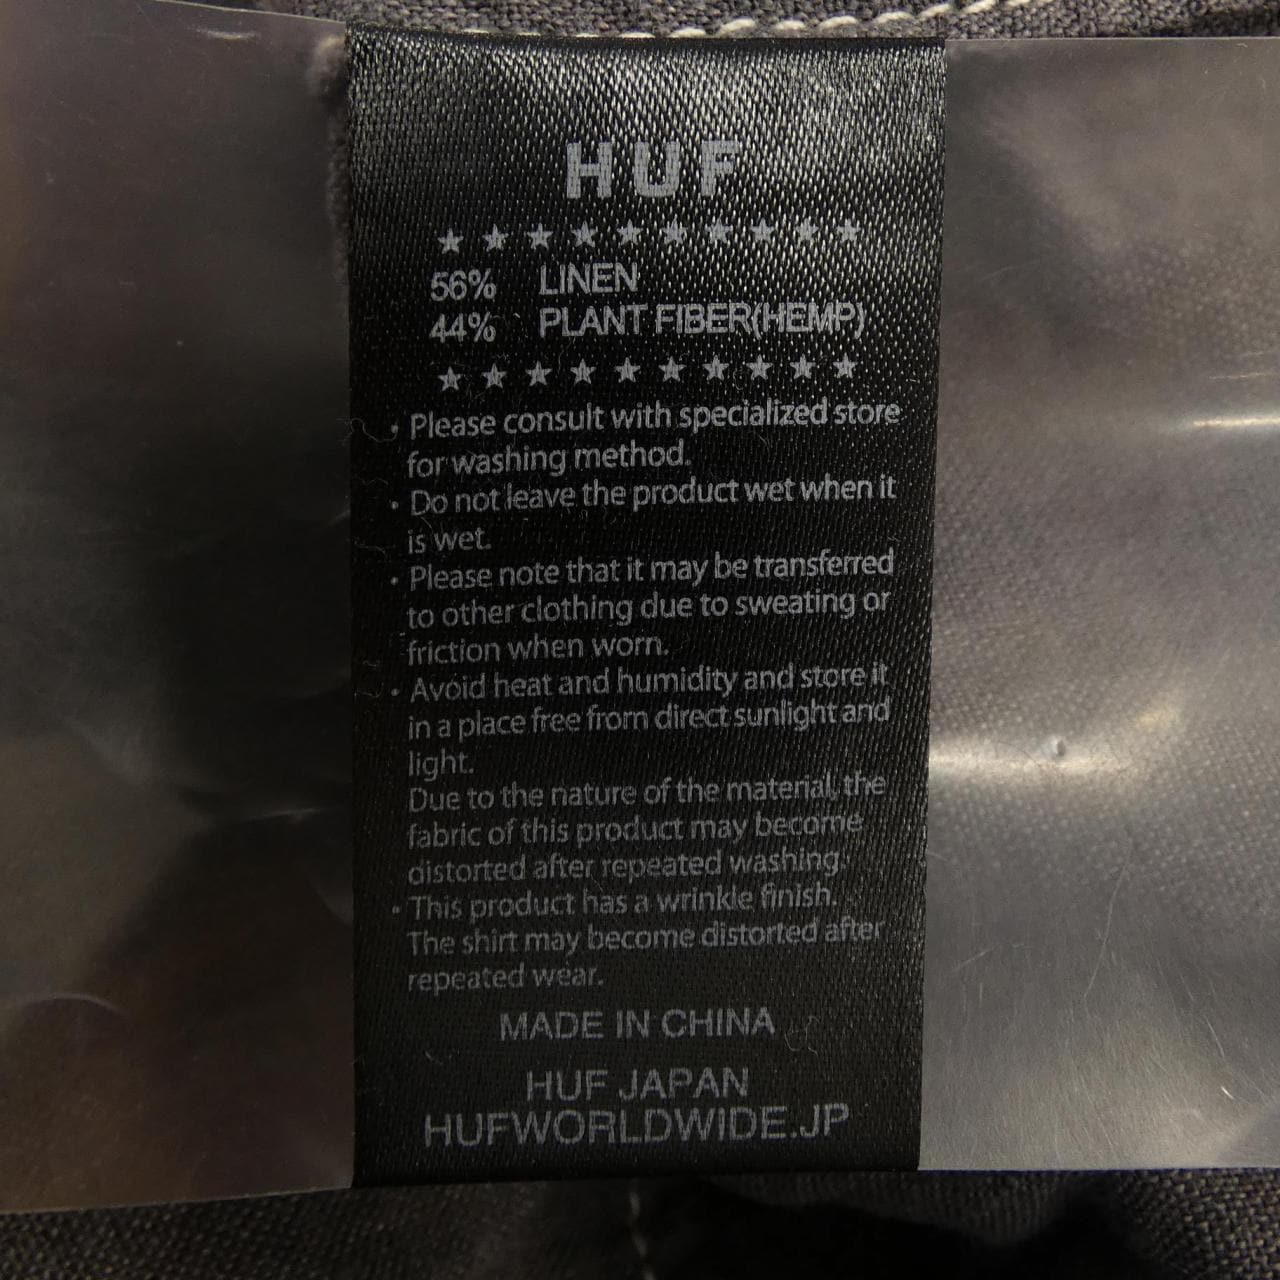 HUF
★★★★★★★★★★
56% LINEN
44% PLANT FIBER(HEMP)
★★★★★★★★★★
• Please consult with specialized store
for washing method.
• Do not leave the product wet when it
is wet.
• Please note that it may be transferred
to other clothing due to sweating or
friction when worn.
• Avoid heat and humidity and store it
in a place free from direct sunlight and
light.
Due to the nature of the material, the
fabric of this product may become
distorted after repeated washing.
• This product has a wrinkle finish.
The shirt may become distorted after
repeated wear.
MADE IN CHINA
HUF JAPAN
HUFWORLDWIDE.JP